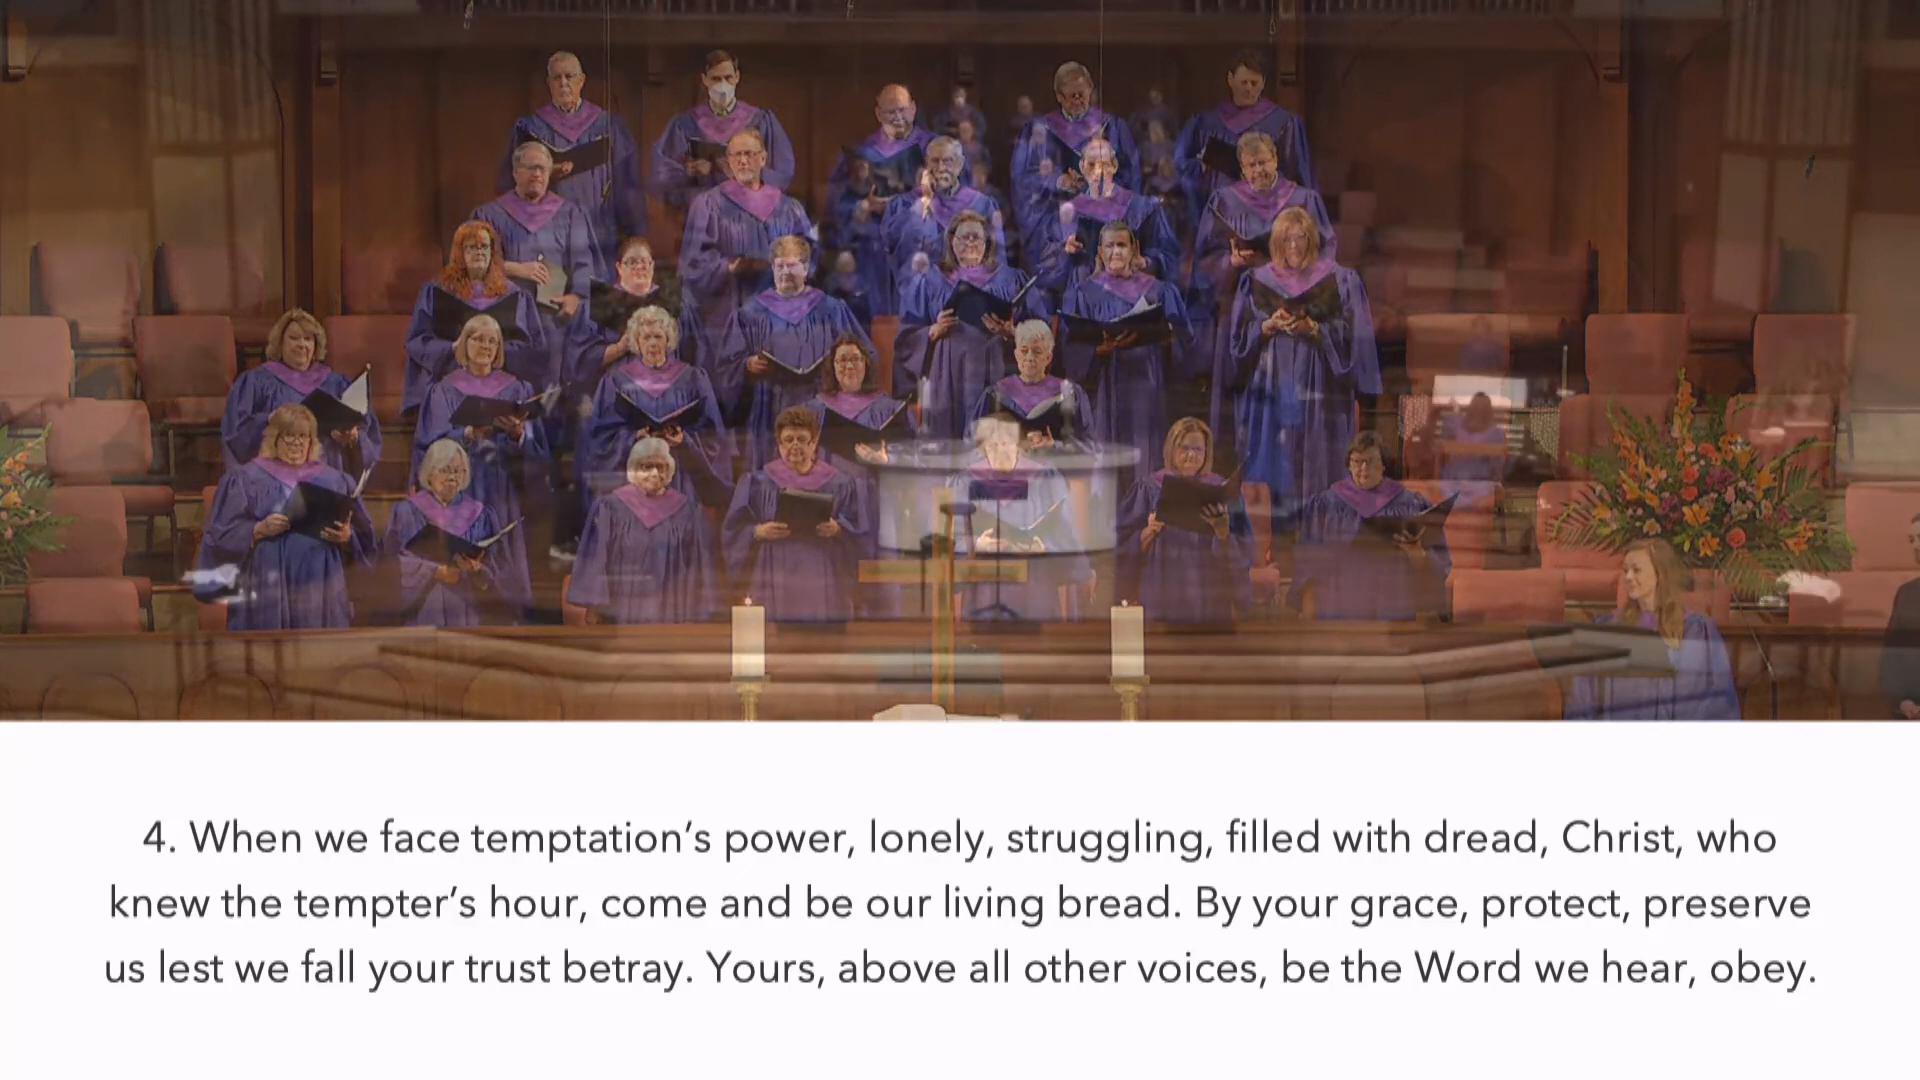 4. When we face temptation’s power, lonely, struggling, filled with dread, Christ, who
knew the tempter’s hour, come and be our living bread. By your grace, protect, preserve
us lest we fall your trust betray. Yours, above all other voices, be the Word we hear, obey.